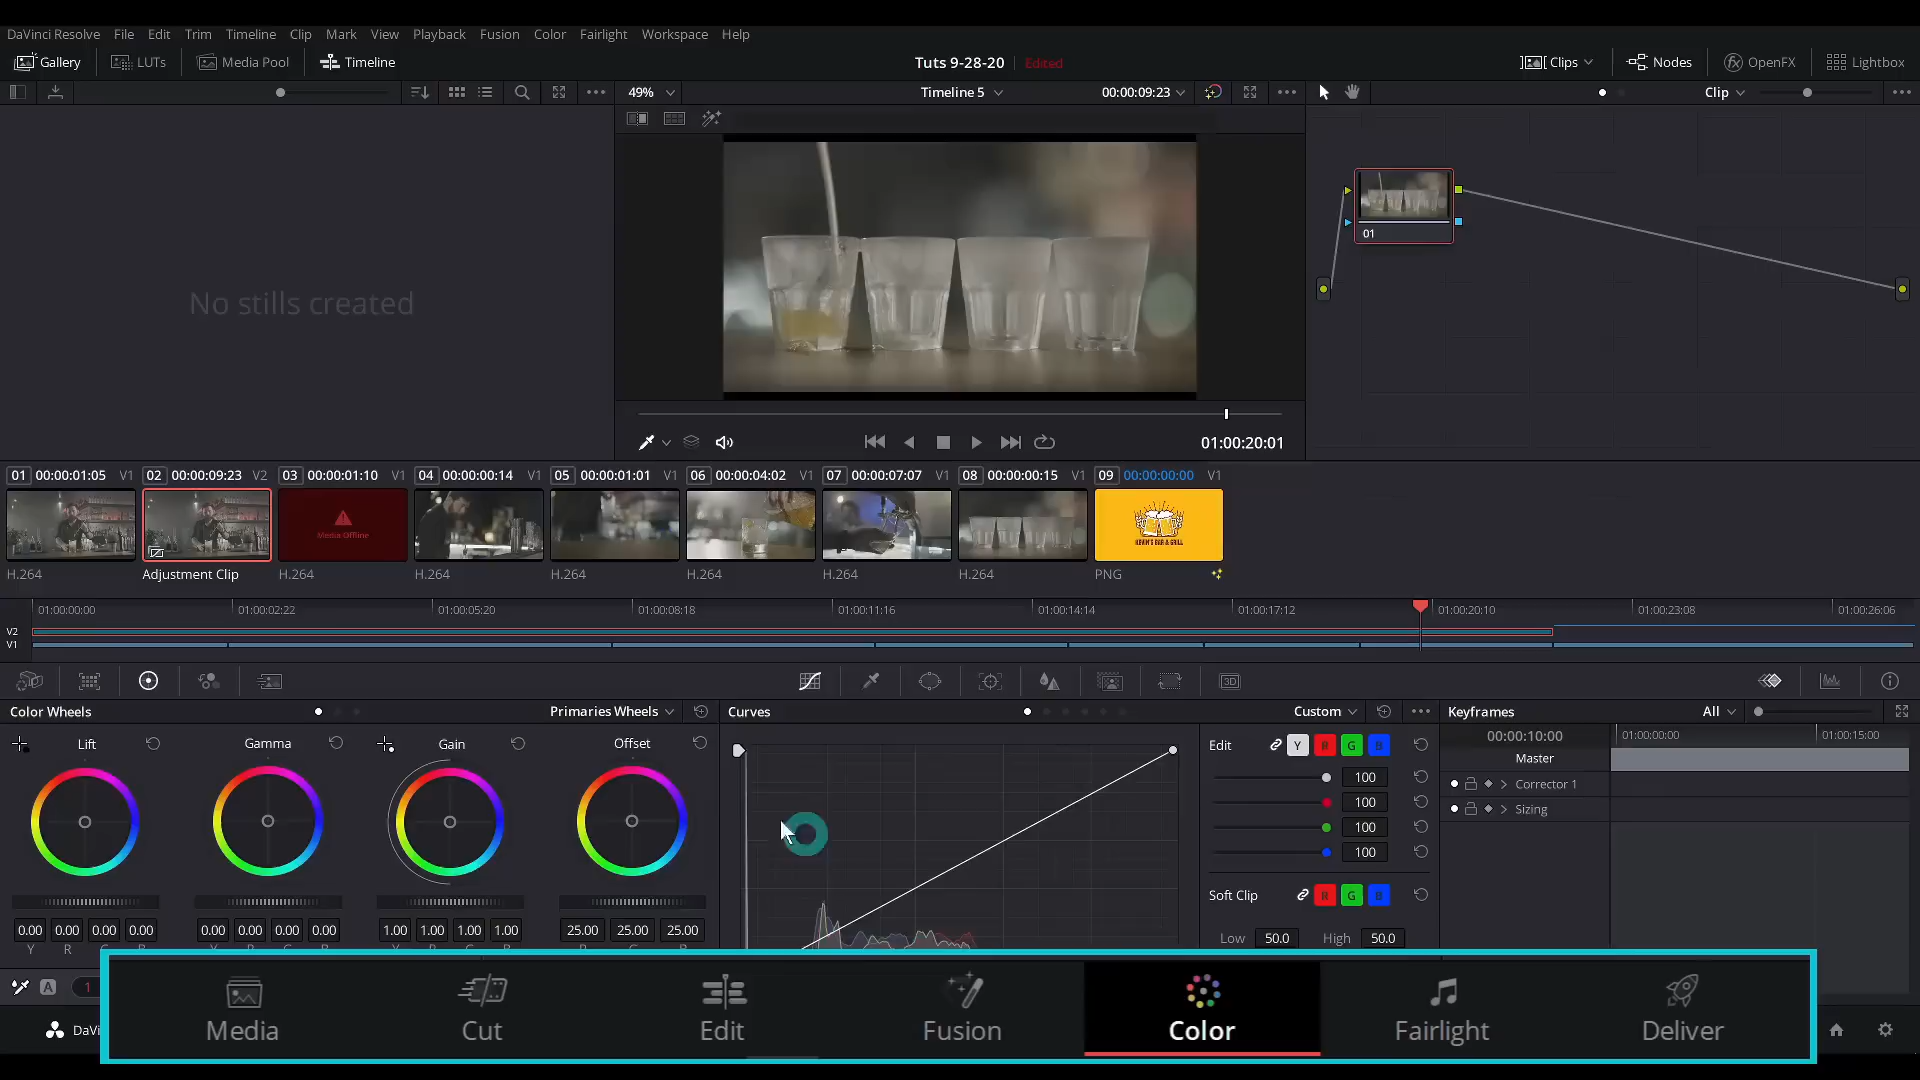 DaVinci Resolve File Edit Trim Timeline Clip Mark View Playback Fusion Color Fairlight Workspace Help
Gallery LUTs Media Pool Timeline Tuts 9-28-20 Edited Clips Nodes OpenFX Lightbox
49% Timeline 5 00:00:09:23 Clip
No stills created
01
01:00:20:01
01 00:00:01:05 V1 02 00:00:09:23 V2 03 00:00:01:10 V1 04 00:00:00:14 V1 05 00:00:01:01 V1 06 00:00:04:02 V1 07 00:00:07:07 V1 08 00:00:00:15 V1 09 00:00:00:00 V1
Media Offline
KEVIN'S BAR & GRILL
H.264 Adjustment Clip H.264 H.264 H.264 H.264 H.264 H.264 PNG
01:00:00:00 01:00:02:22 01:00:05:20 01:00:08:18 01:00:11:16 01:00:14:14 01:00:17:12 01:00:20:10 01:00:23:08 01:00:26:06
V2
V1
3D
Color Wheels Primaries Wheels Curves Custom Keyframes All
Lift Gamma Gain Offset
Edit Y R G B
100
100
100
100
Soft Clip R G B
Low 50.0 High 50.0
00:00:10:00 00:00:00:00 00:00:15:00
Master
Corrector 1
Sizing
0.00 0.00 0.00 0.00 0.00 0.00 0.00 0.00 1.00 1.00 1.00 1.00 25.00 25.00 25.00
A 1
DaVi
Media Cut Edit Fusion Color Fairlight Deliver